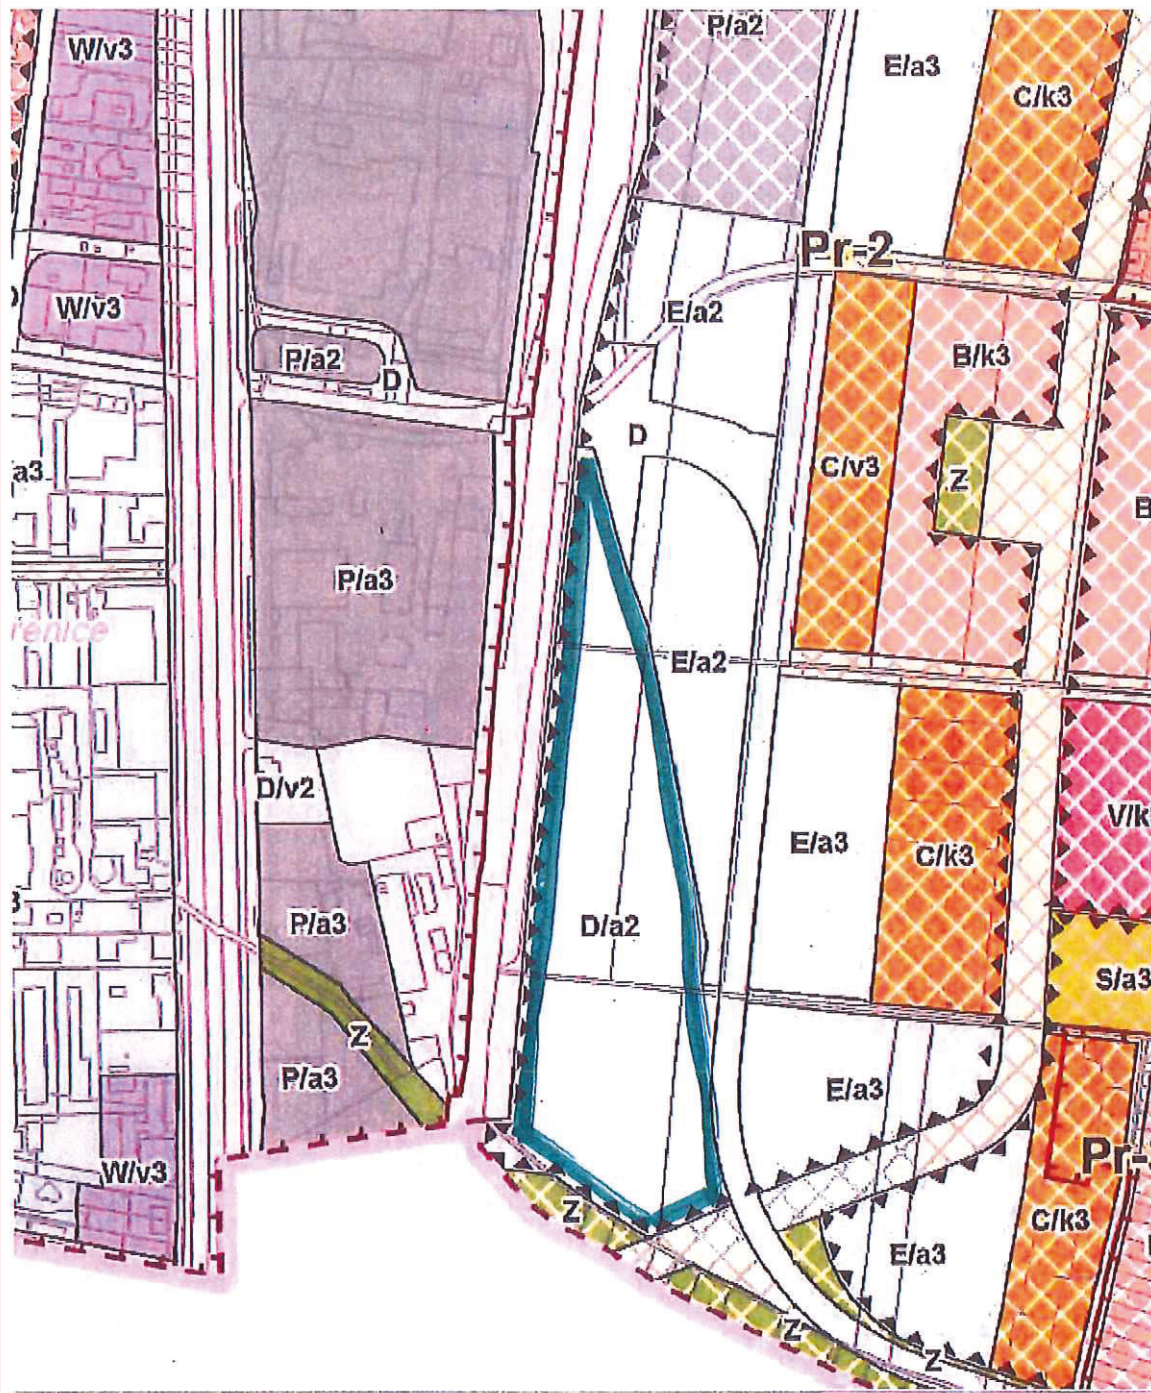 P/a2
W/v3
E/a3
C/k3
Pr-2
W/v3
E/a2
P/a2
B/k3
D
D
a3
C/v3
Z
B
P/a3
E/a2
D/v2
V/k
E/a3
C/k3
P/a3
D/a2
S/a3
Z
P/a3
E/a3
Pr-
W/v3
Z
C/k3
E/a3
Z
Z